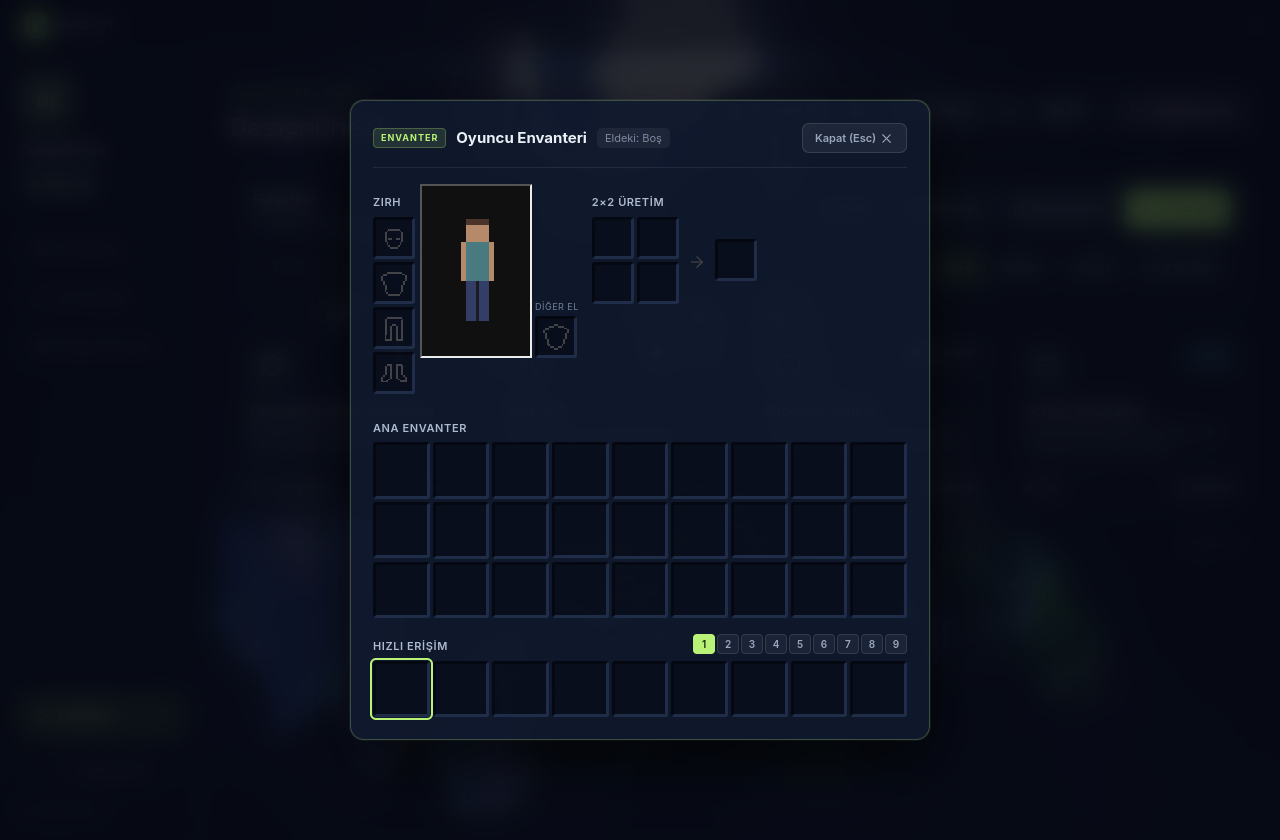 ENVANTER Oyuncu Envanteri Eldeki: Boş Kapat (Esc)
ZIRH
2×2 ÜRETİM
DİĞER EL
ANA ENVANTER
HIZLI ERİŞİM 1 2 3 4 5 6 7 8 9